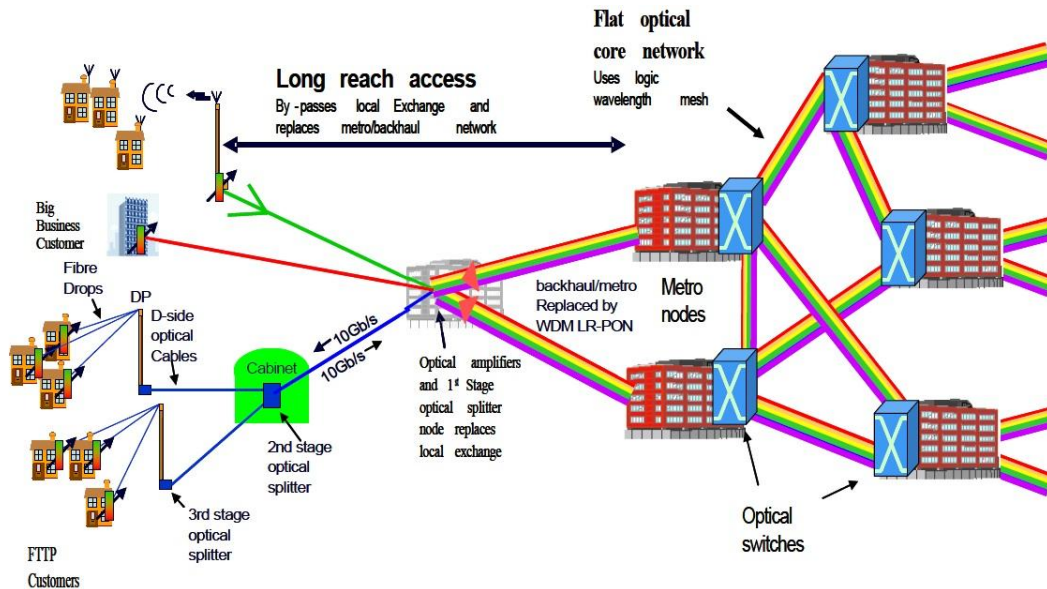 Flat optical
core network
Uses logic
wavelength mesh
Long reach access
By -passes local Exchange and
replaces metro/backhaul network
Big
Business
Customer
Fibre
Drops
DP
D-side
optical
Cables
10Gb/s
10Gb/s
Cabinet
backhaul/metro
Replaced by
WDM LR-PON
Metro
nodes
Optical amplifiers
and 1st Stage
optical splitter
node replaces
local exchange
2nd stage
optical
splitter
3rd stage
optical
splitter
Optical
switches
FTTP
Customers